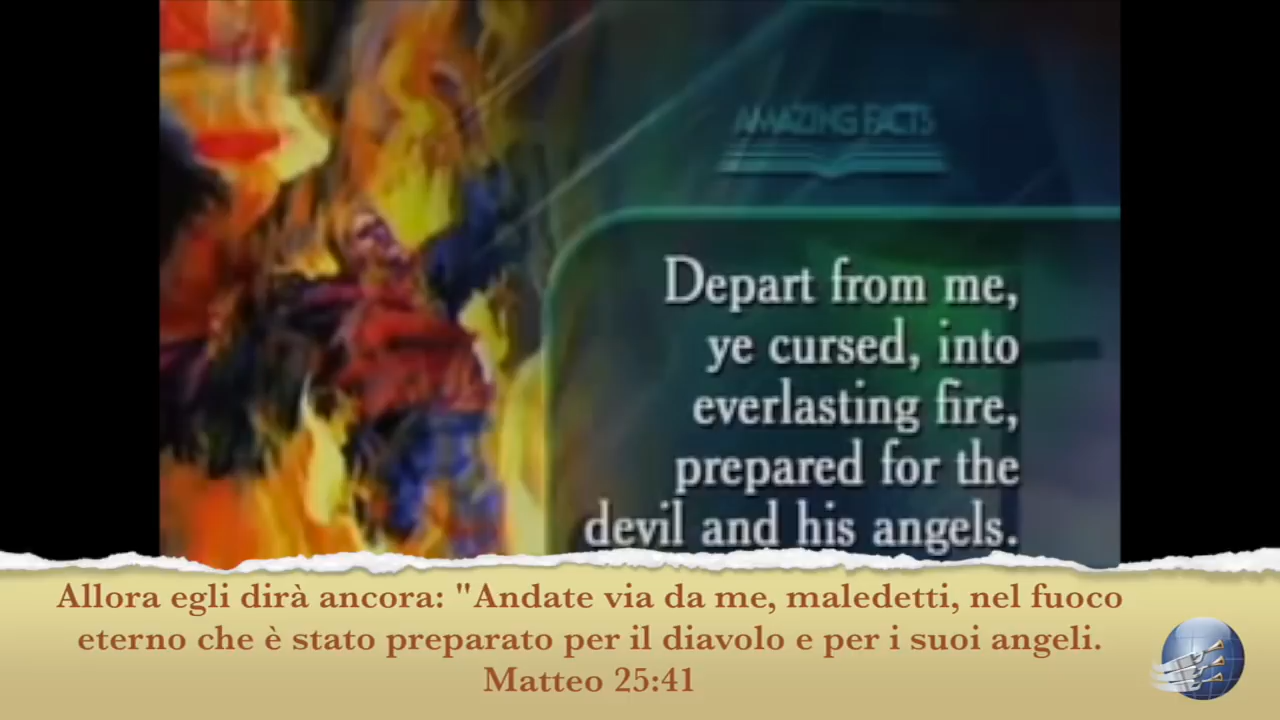 AMAZING FACTS
Depart from me,
ye cursed, into
everlasting fire,
prepared for the
devil and his angels.
Allora egli dirà ancora: "Andate via da me, maledetti, nel fuoco
eterno che è stato preparato per il diavolo e per i suoi angeli.
Matteo 25:41